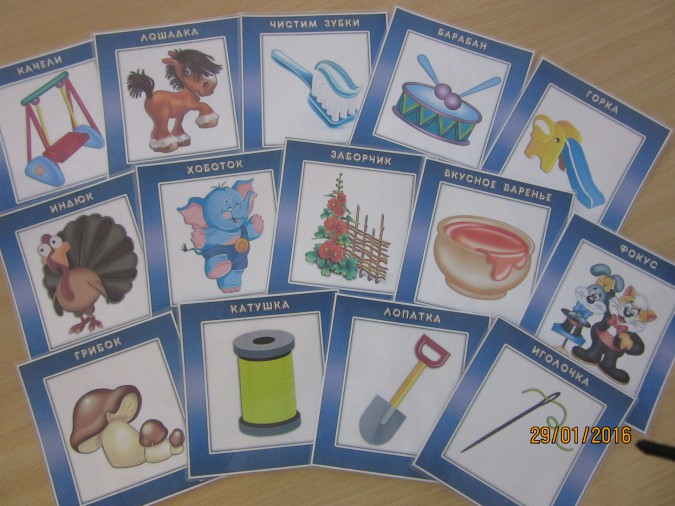 КАЧЕЛИ
ЛОШАДКА
ЧИСТИМ ЗУБКИ
БАРАБАН
ГОРКА
ИНДЮК
ХОБОТОК
ЗАБОРЧИК
ВКУСНОЕ ВАРЕНЬЕ
ФОКУС
ГРИБОК
КАТУШКА
ЛОПАТКА
ИГОЛОЧКА
29/01/2016